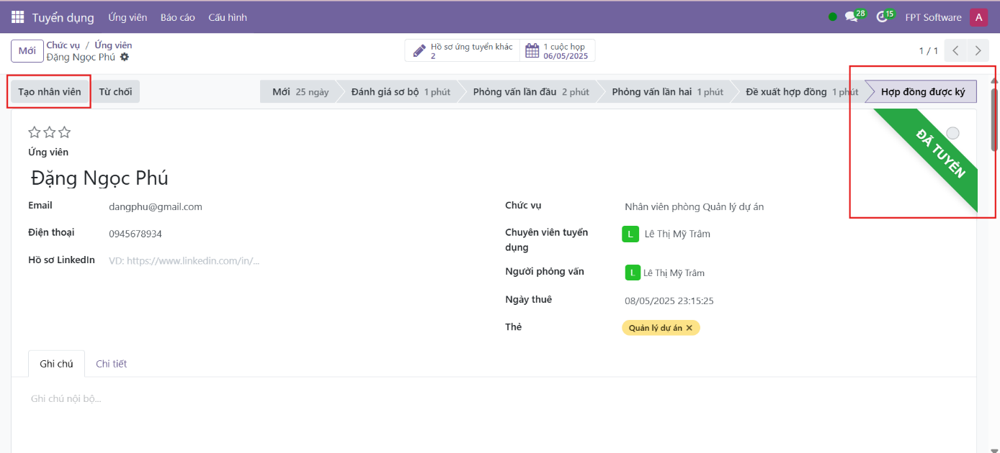 Tuyển dụng Ứng viên Báo cáo Cấu hình 28 15 FPT Software A
Mới Chức vụ / Ứng viên
Đặng Ngọc Phú
Hồ sơ ứng tuyển khác
2
1 cuộc họp
06/05/2025
1 / 1
Tạo nhân viên Từ chối Mới 25 ngày Đánh giá sơ bộ 1 phút Phỏng vấn lần đầu 2 phút Phỏng vấn lần hai 1 phút Đề xuất hợp đồng 1 phút Hợp đồng được ký
ĐÃ TUYỂN
Ứng viên
Đặng Ngọc Phú
Email dangphu@gmail.com
Điện thoại 0945678934
Hồ sơ LinkedIn VD: https://www.linkedin.com/in/...
Chức vụ Nhân viên phòng Quản lý dự án
Chuyên viên tuyển dụng L Lê Thị Mỹ Trâm
Người phỏng vấn L Lê Thị Mỹ Trâm
Ngày thuê 08/05/2025 23:15:25
Thẻ Quản lý dự án ×
Ghi chú Chi tiết
Ghi chú nội bộ...